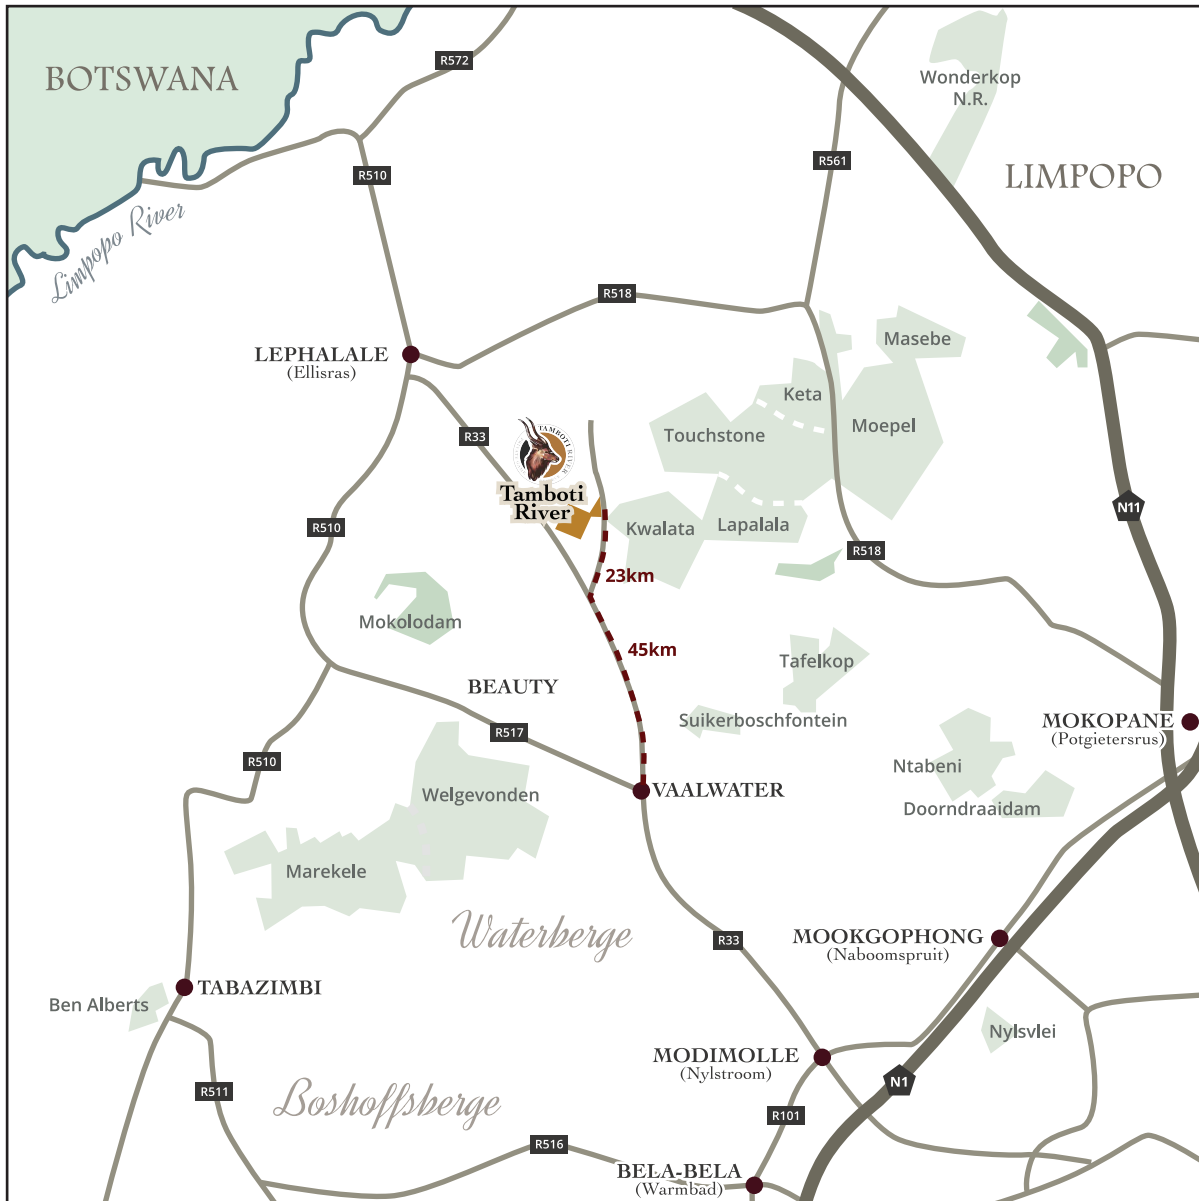 R572
BOTSWANA
Wonderkop
N.R.
R561
R510
LIMPOPO
Limpopo River
R518
Masebe
LEPHALALE
(Ellisras)
Keta
R33
TAMBOTI RIVER
Touchstone
Moepel
Tamboti
River
N11
R510
Kwalata
Lapalala
R518
23km
Mokolodam
45km
Tafelkop
BEAUTY
Suikerboschfontein
MOKOPANE
(Potgietersrus)
R517
R510
Ntabeni
Welgevonden
VAALWATER
Doorndraaidam
Marekele
Waterberge
R33
MOOKGOPHONG
(Naboomspruit)
TABAZIMBI
Ben Alberts
Nylsvlei
MODIMOLLE
(Nylstroom)
N1
R511
Boshoffsberge
R101
R516
BELA-BELA
(Warmbad)